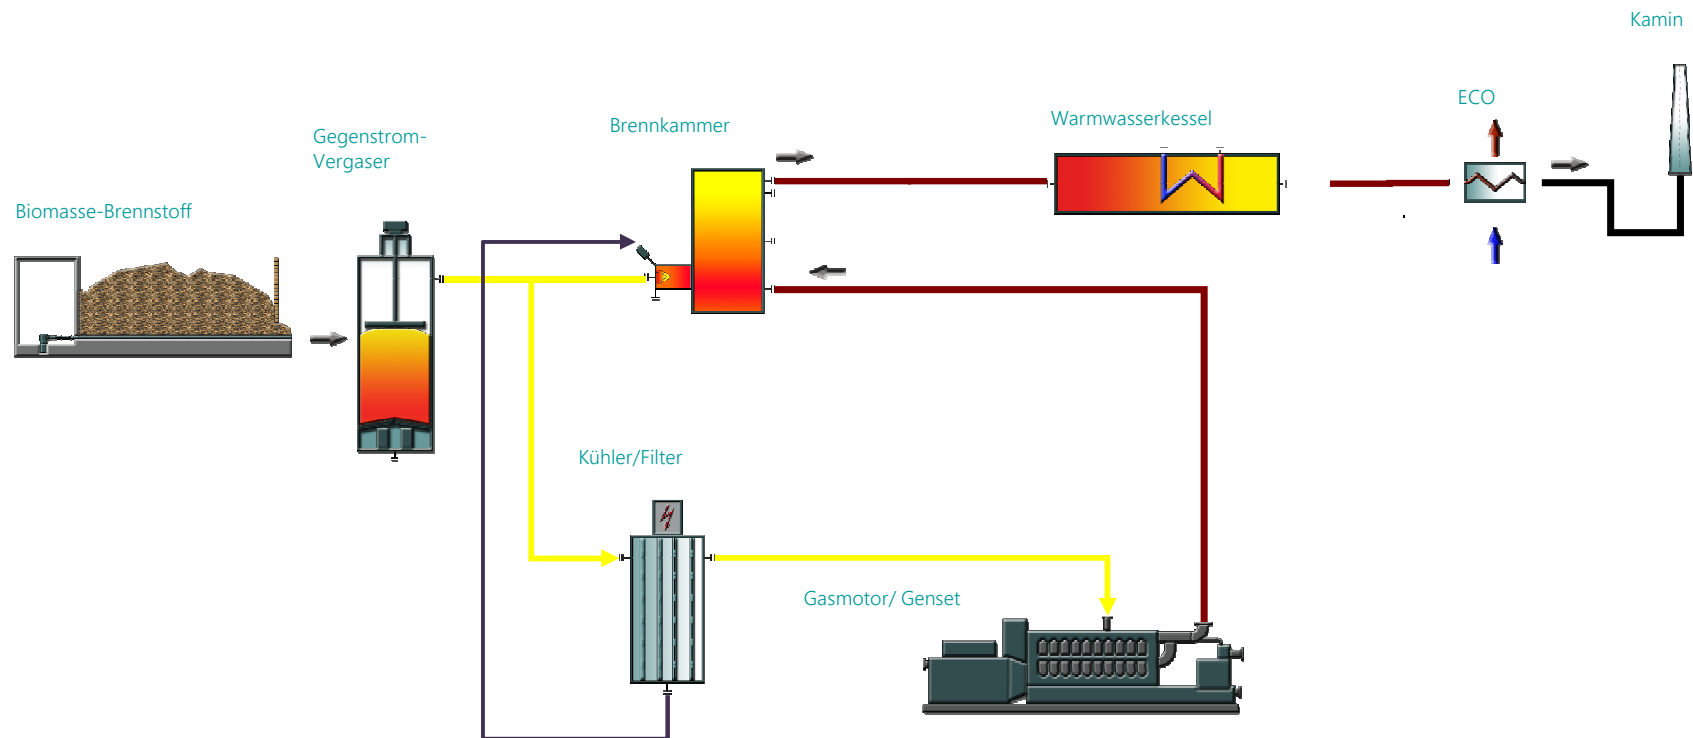 Kamin
ECO
Warmwasserkessel
Brennkammer
Gegenstrom-
Vergaser
Biomasse-Brennstoff
Kühler/Filter
Gasmotor/ Genset